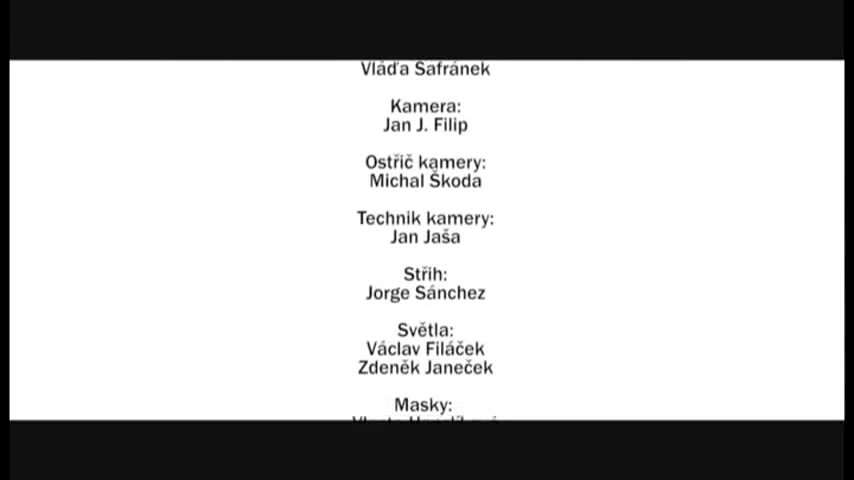 Vláďa Šafránek
Kamera:
Jan J. Filip
Ostřič kamery:
Michal Škoda
Technik kamery:
Jan Jaša
Střih:
Jorge Sánchez
Světla:
Václav Filáček
Zdeněk Janeček
Masky: